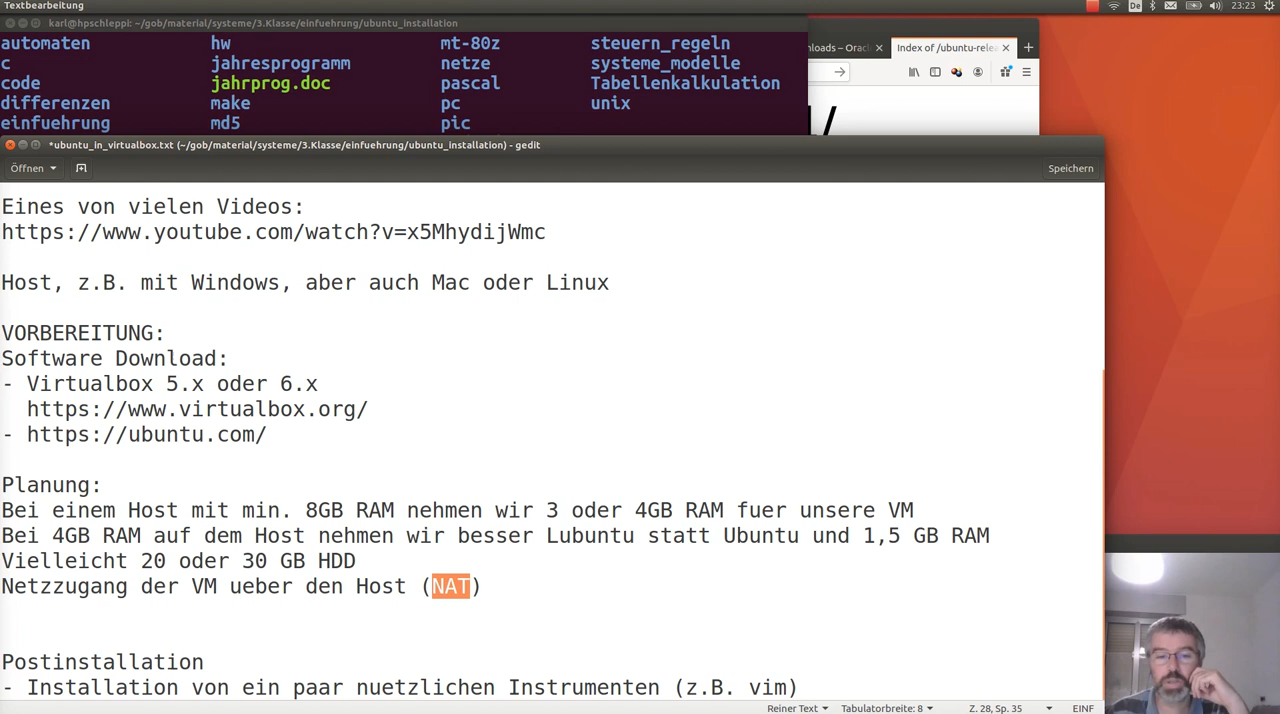 Textbearbeitung
De
23:23
karl@hpschleppi: ~/gob/material/systeme/3.Klasse/einfuehrung/ubuntu_installation
automaten hw mt-80z steuern_regeln
c jahresprogramm netze systeme_modelle
code jahrprog.doc pascal Tabellenkalkulation
differenzen make pc unix
einfuehrung md5 pic
nloads – Orac
Index of /ubuntu-relea
/
*ubuntu_in_virtualbox.txt (~/gob/material/systeme/3.Klasse/einfuehrung/ubuntu_installation) - gedit
Öffnen
Speichern
Eines von vielen Videos:
https://www.youtube.com/watch?v=x5MhydijWmc
Host, z.B. mit Windows, aber auch Mac oder Linux
VORBEREITUNG:
Software Download:
- Virtualbox 5.x oder 6.x
https://www.virtualbox.org/
- https://ubuntu.com/
Planung:
Bei einem Host mit min. 8GB RAM nehmen wir 3 oder 4GB RAM fuer unsere VM
Bei 4GB RAM auf dem Host nehmen wir besser Lubuntu statt Ubuntu und 1,5 GB RAM
Vielleicht 20 oder 30 GB HDD
Netzzugang der VM ueber den Host (NAT)
Postinstallation
- Installation von ein paar nuetzlichen Instrumenten (z.B. vim)
Reiner Text Tabulatorbreite: 8 Z. 28, Sp. 35 EINF